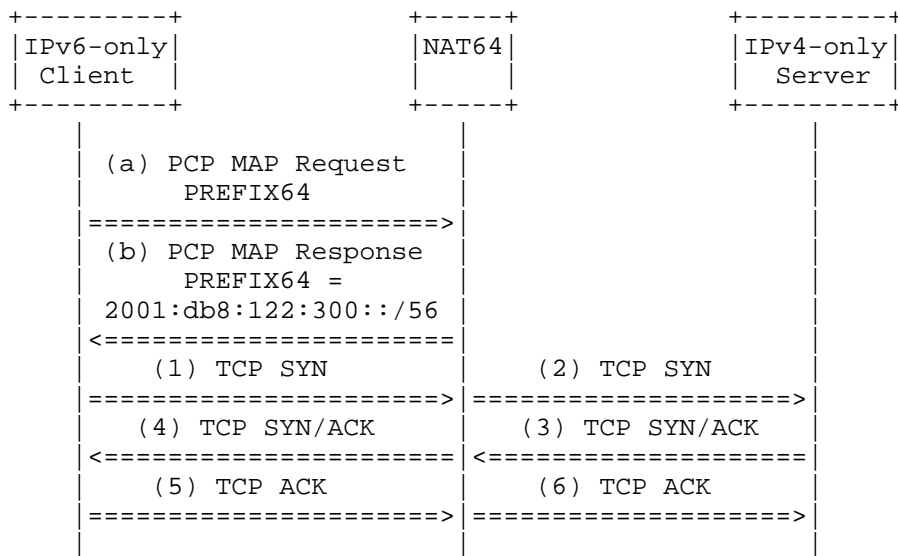 +---------+ +-----+ +---------+
|IPv6-only| |NAT64| |IPv4-only|
| Client | | | | Server |
+---------+ +-----+ +---------+
(a) PCP MAP Request
PREFIX64
======================>
(b) PCP MAP Response
PREFIX64 =
2001:db8:122:300::/56
<======================
(1) TCP SYN (2) TCP SYN
======================> ====================>
(4) TCP SYN/ACK (3) TCP SYN/ACK
<====================== <====================
(5) TCP ACK (6) TCP ACK
======================> ====================>